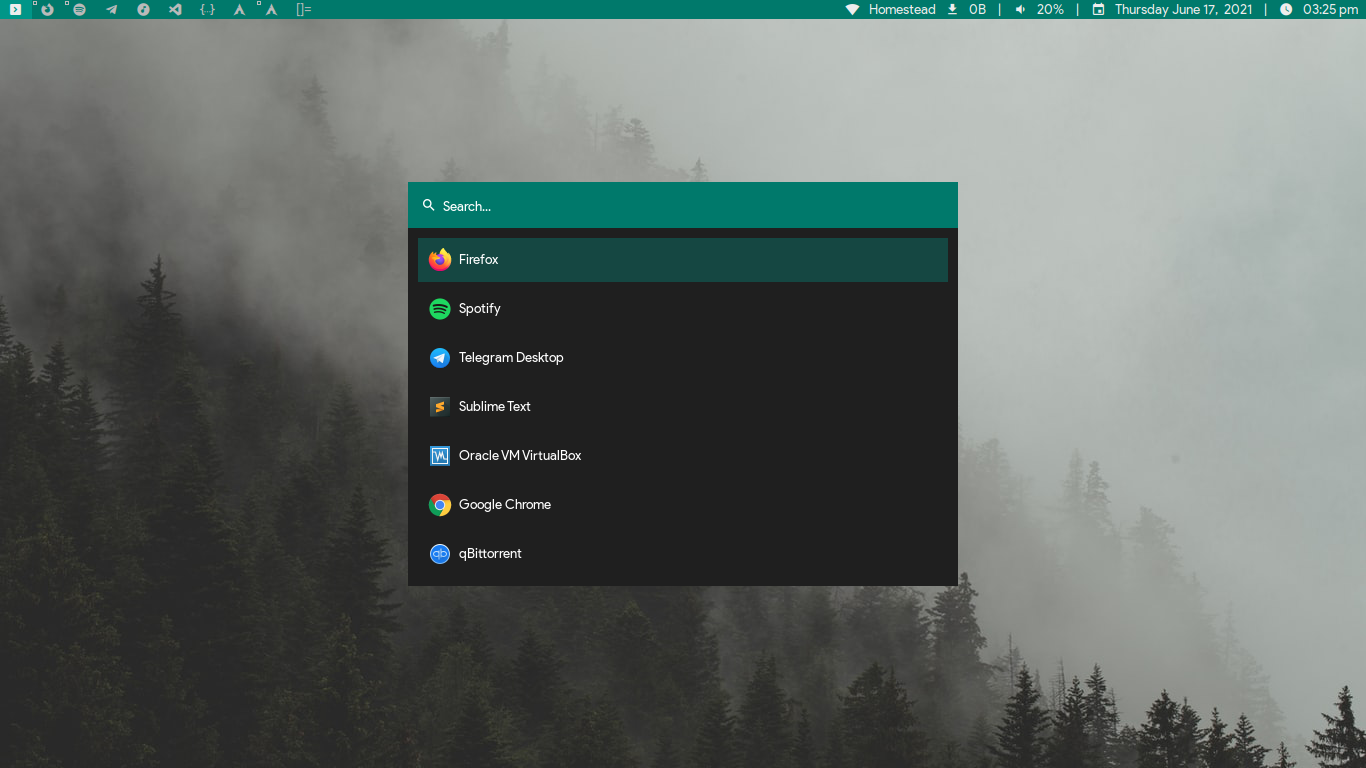 {..} []= Homestead 0B | 20% | Thursday June 17, 2021 | 03:25 pm
Search...
Firefox
Spotify
Telegram Desktop
Sublime Text
Oracle VM VirtualBox
Google Chrome
qBittorrent